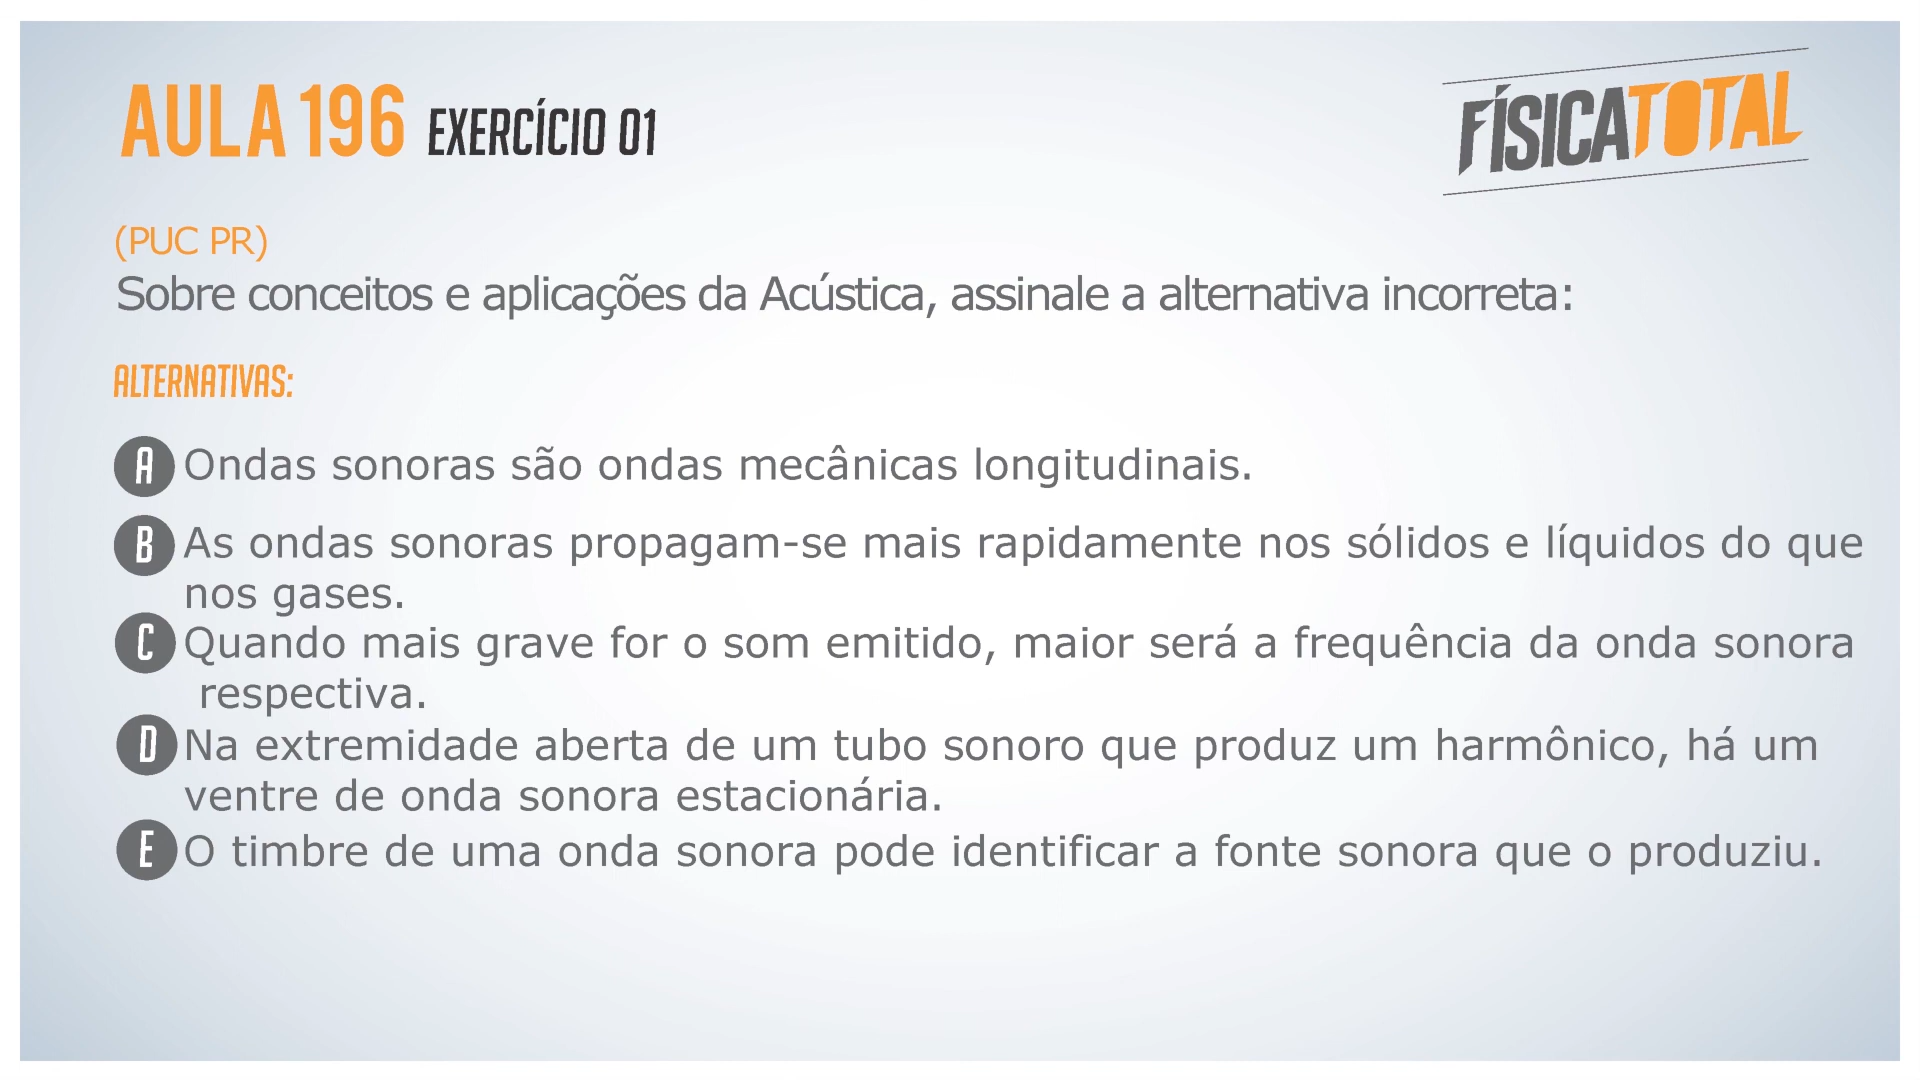 AULA 196 EXERCÍCIO 01
FÍSICATOTAL
(PUC PR)
Sobre conceitos e aplicações da Acústica, assinale a alternativa incorreta:
ALTERNATIVAS:
A Ondas sonoras são ondas mecânicas longitudinais.
B As ondas sonoras propagam-se mais rapidamente nos sólidos e líquidos do que
nos gases.
C Quando mais grave for o som emitido, maior será a frequência da onda sonora
respectiva.
D Na extremidade aberta de um tubo sonoro que produz um harmônico, há um
ventre de onda sonora estacionária.
E O timbre de uma onda sonora pode identificar a fonte sonora que o produziu.